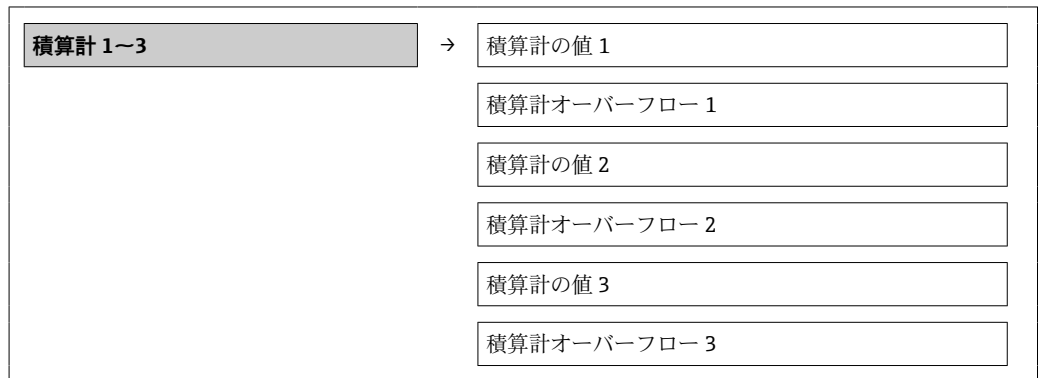 積算計 1～3 → 積算計の値 1
積算計オーバーフロー 1
積算計の値 2
積算計オーバーフロー 2
積算計の値 3
積算計オーバーフロー 3